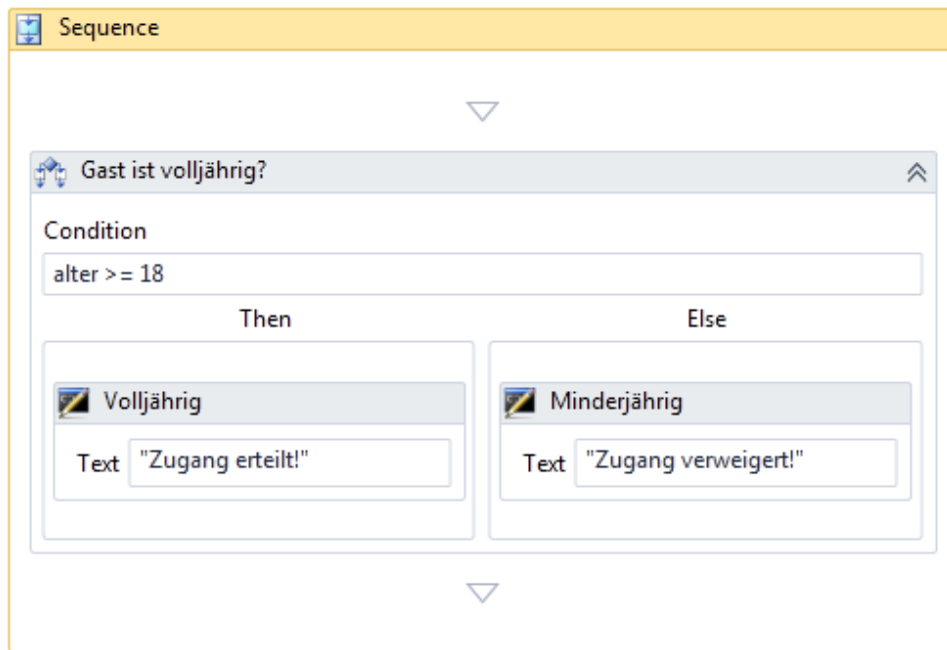 Sequence
Gast ist volljährig?
Condition
alter >= 18
Then
Else
Volljährig
Minderjährig
Text "Zugang erteilt!"
Text "Zugang verweigert!"